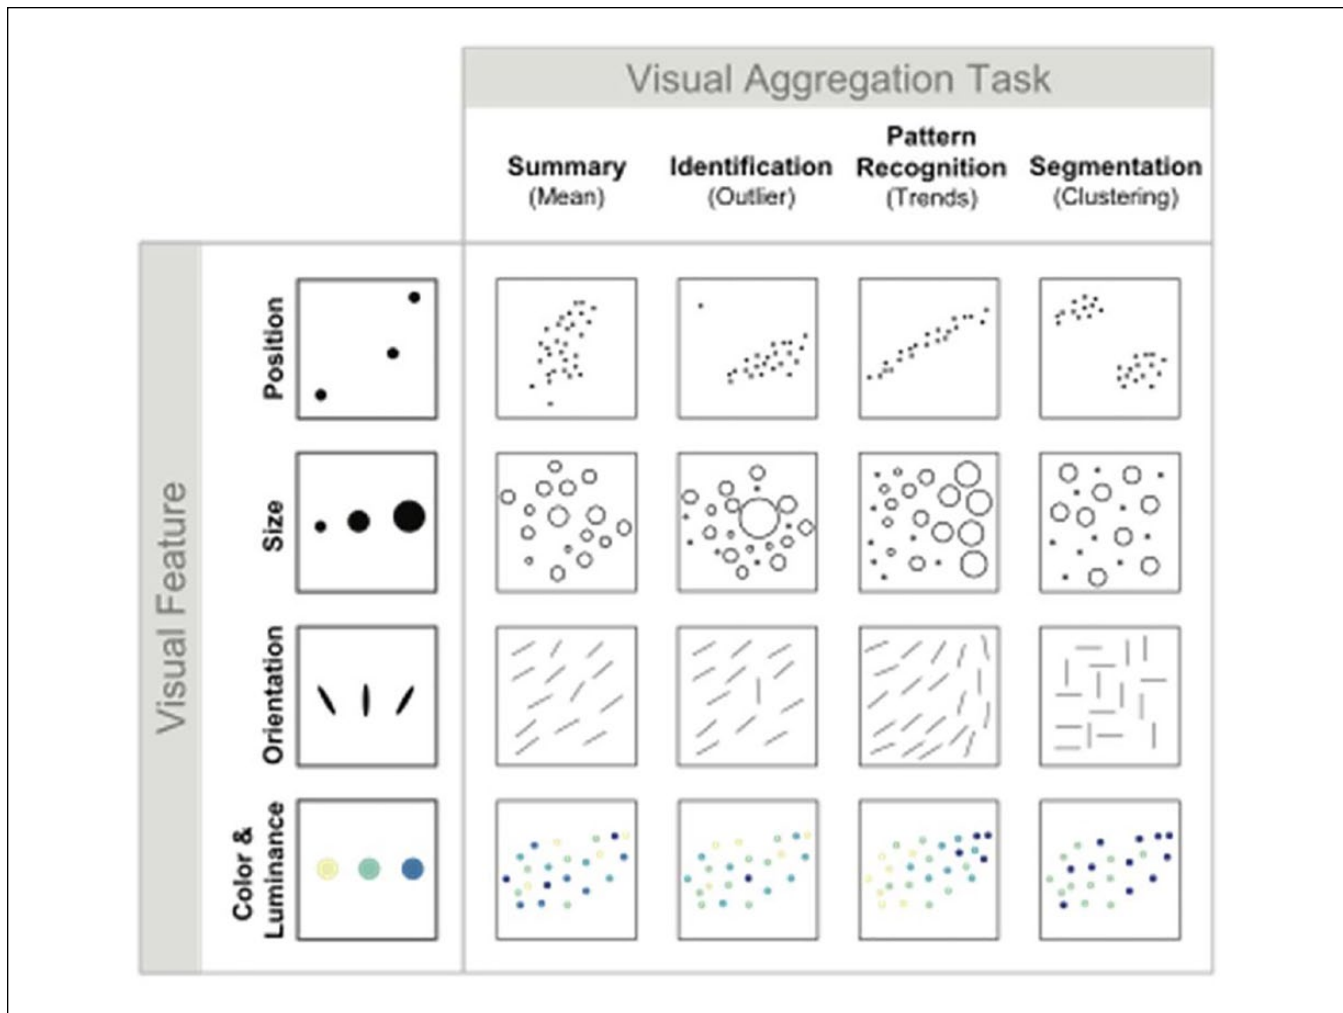 Visual Aggregation Task
Summary
(Mean)
Identification
(Outlier)
Pattern
Recognition
(Trends)
Segmentation
(Clustering)
Visual Feature
Position
Size
Orientation
Color &
Luminance